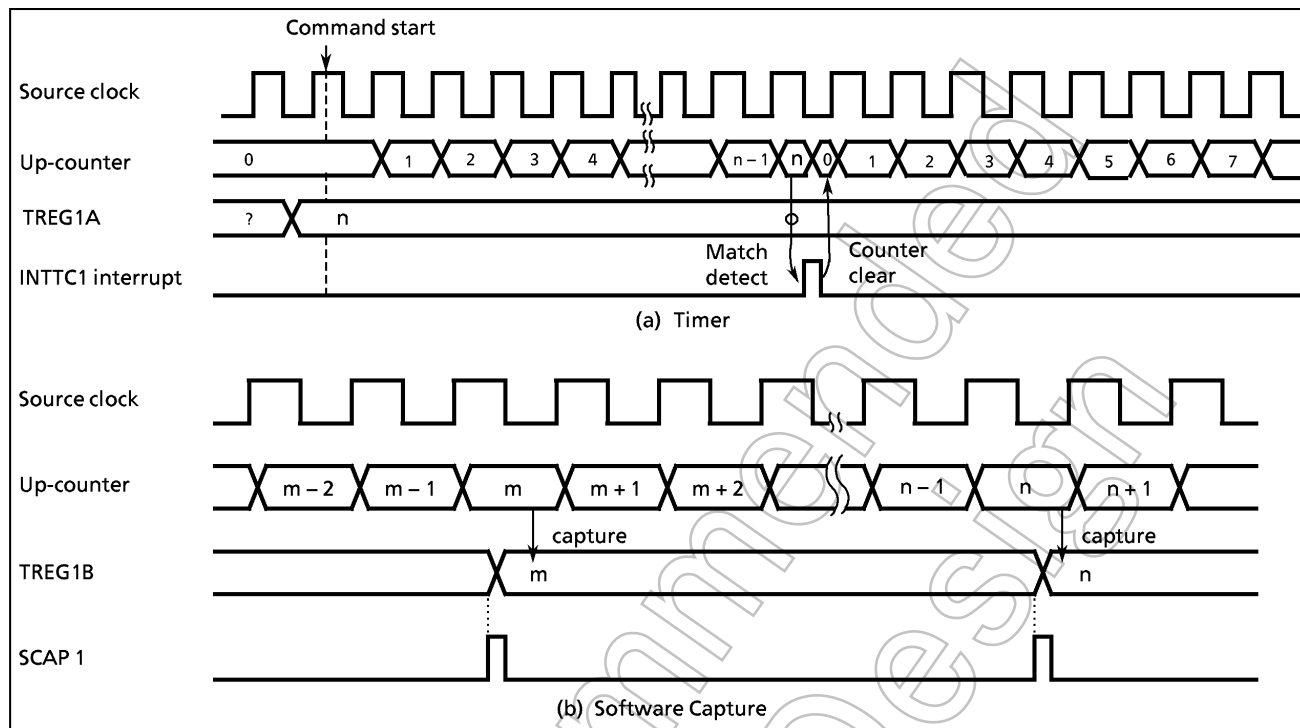 Command start
Source clock
Up-counter 0 1 2 3 4 n – 1 n 0 1 2 3 4 5 6 7
TREG1A ? n
INTTC1 interrupt
Match detect
Counter clear
(a) Timer
Source clock
Up-counter m – 2 m – 1 m m + 1 m + 2 n – 1 n n + 1
capture capture
TREG1B m n
SCAP 1
(b) Software Capture
mmended
Design